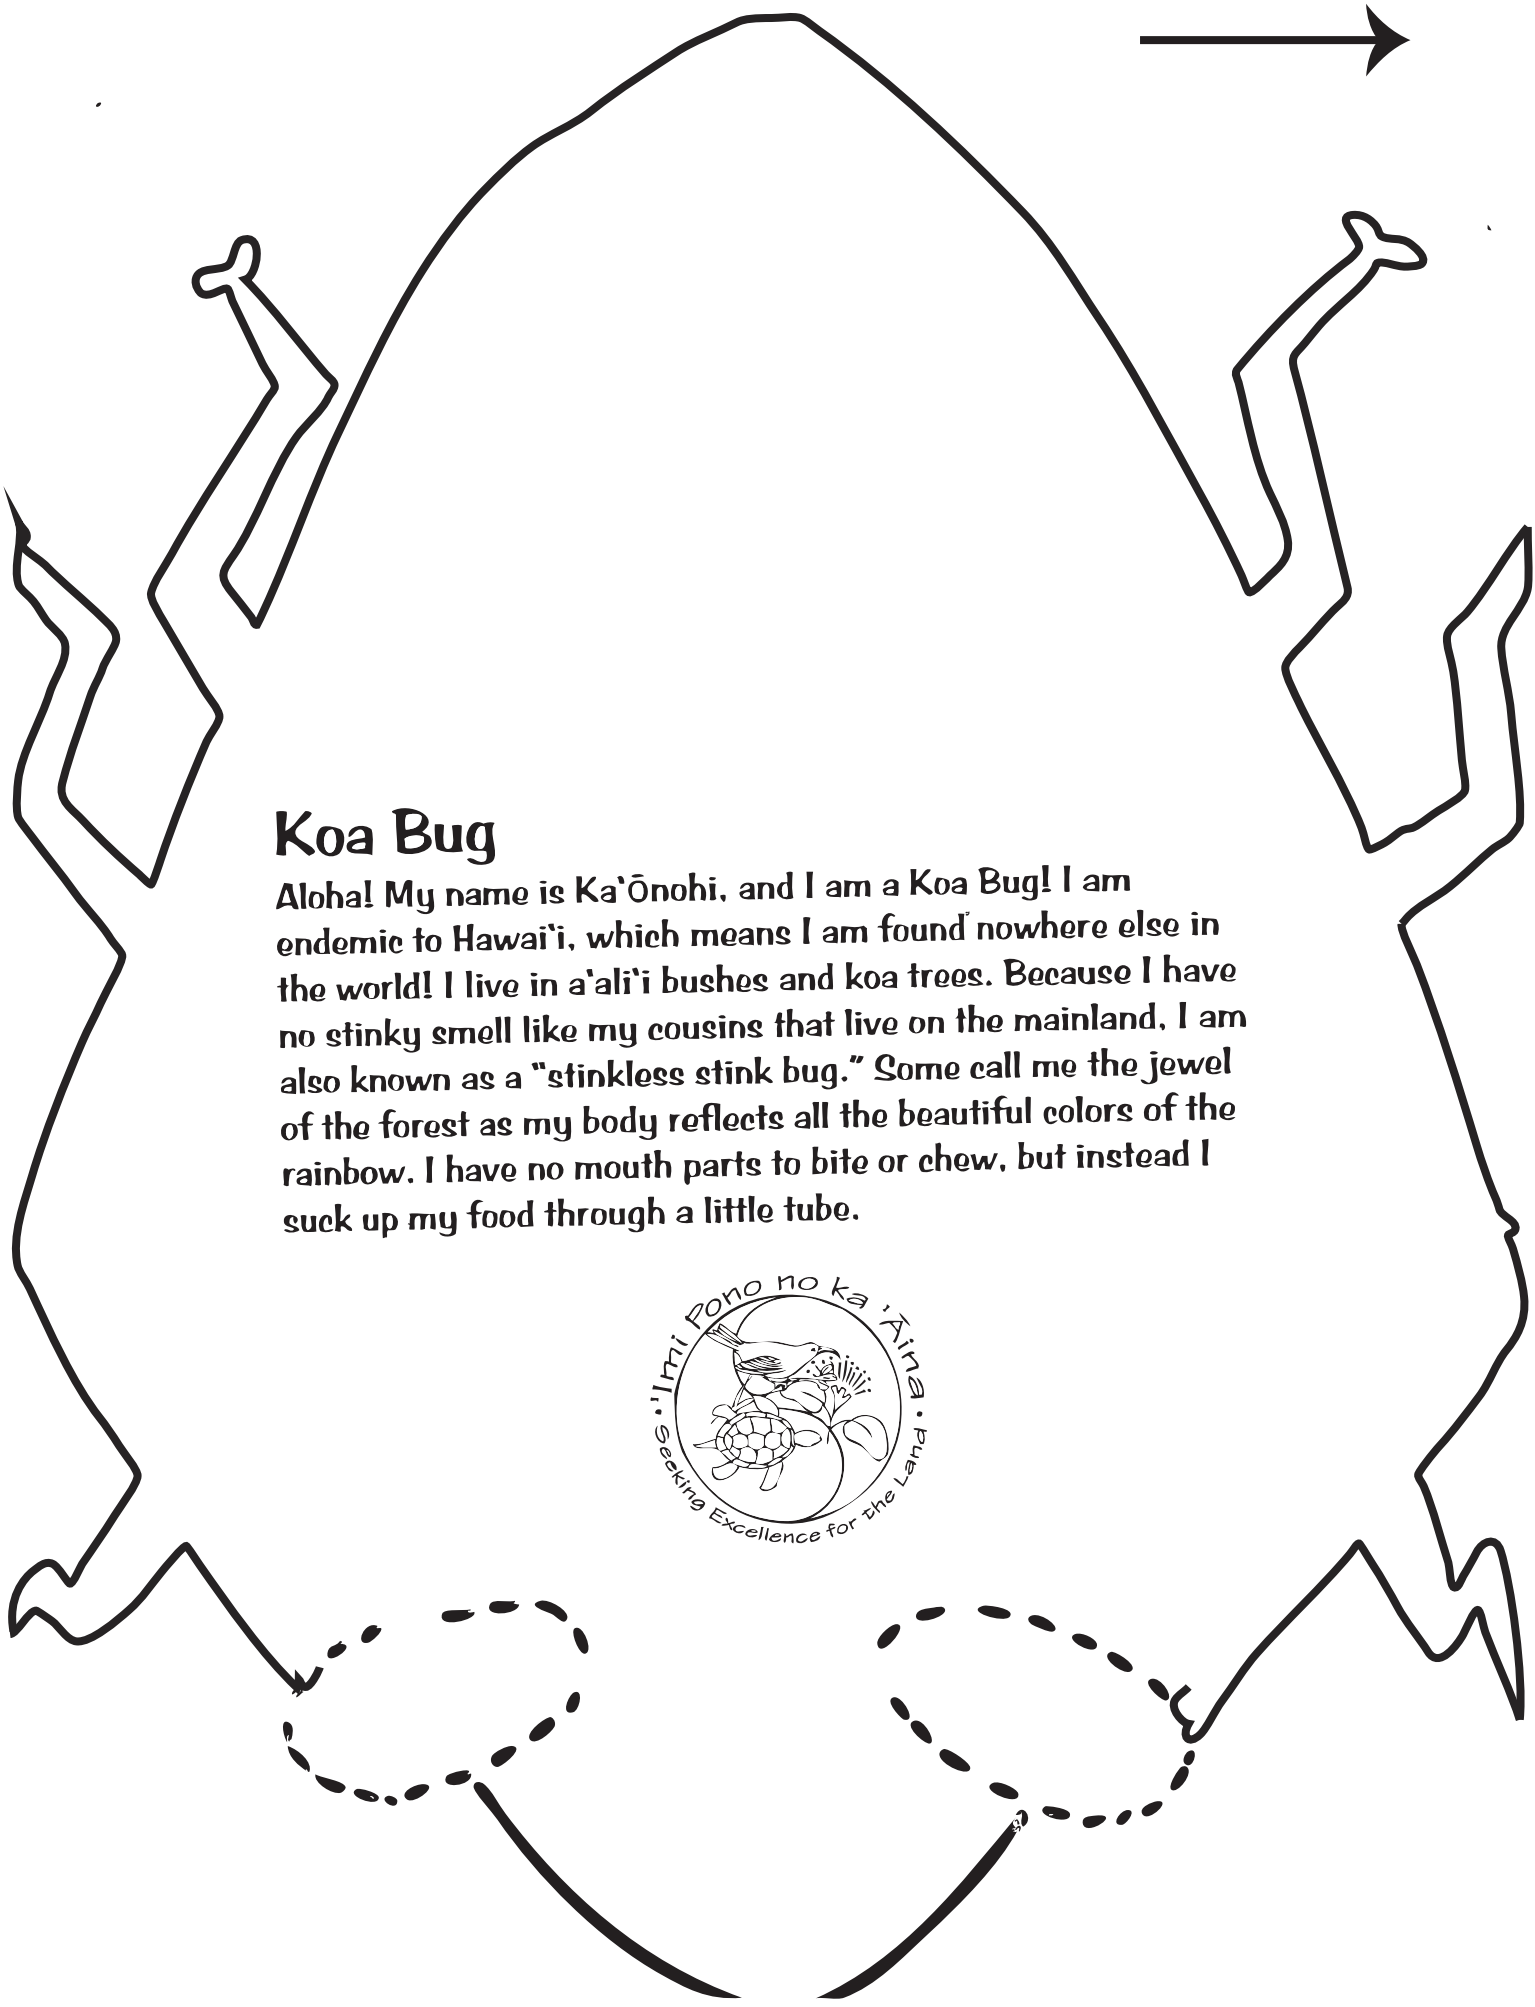 Koa Bug
Aloha! My name is Ka‘Ōnohi, and I am a Koa Bug! I am
endemic to Hawai‘i, which means I am found nowhere else in
the world! I live in a‘ali‘i bushes and koa trees. Because I have
no stinky smell like my cousins that live on the mainland, I am
also known as a “stinkless stink bug.” Some call me the jewel
of the forest as my body reflects all the beautiful colors of the
rainbow. I have no mouth parts to bite or chew, but instead I
suck up my food through a little tube.
• 'Imi Pono no ka 'Āina •
Seeking Excellence for the Land